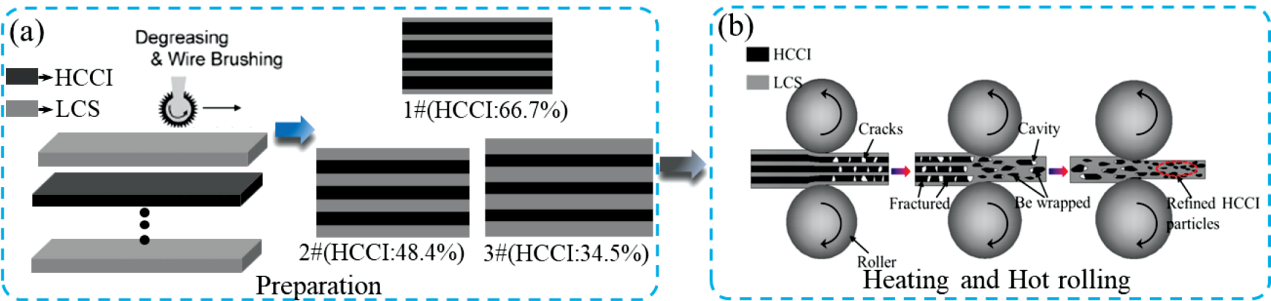 (a)
Degreasing
& Wire Brushing
HCCI
LCS
1#(HCCI:66.7%)
2#(HCCI:48.4%)
3#(HCCI:34.5%)
Preparation
(b)
HCCI
LCS
Cracks
Cavity
Fractured
Be wrapped
Refined HCCI
particles
Roller
Heating and Hot rolling